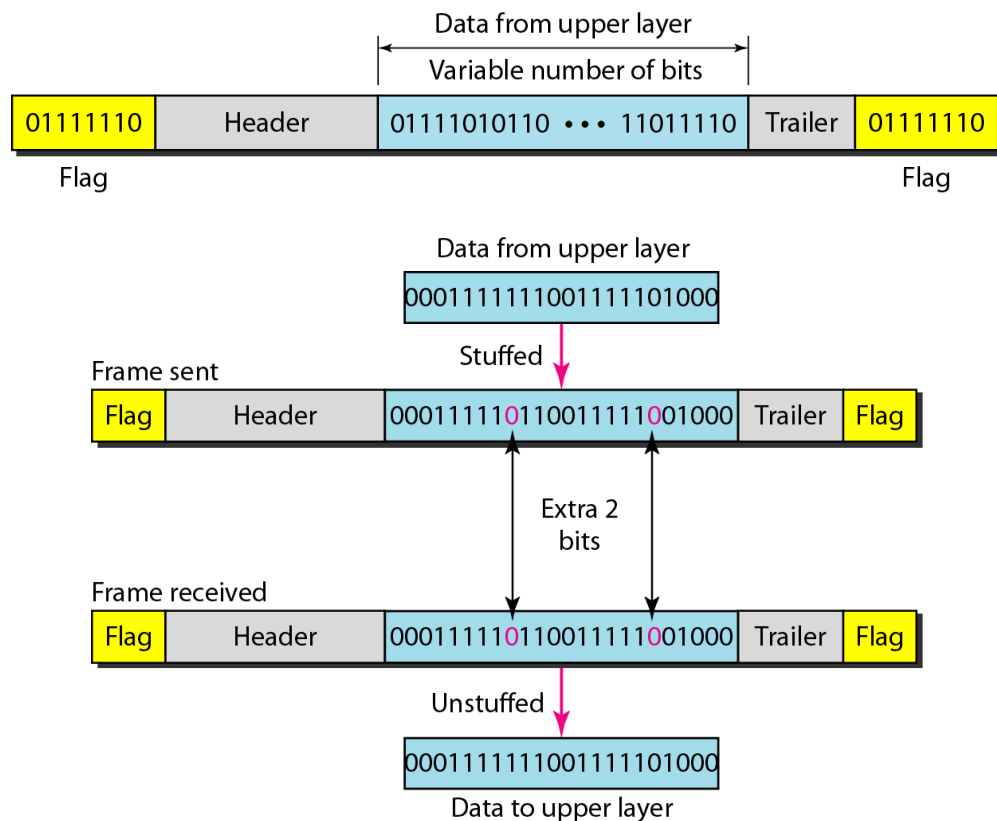 Data from upper layer
Variable number of bits
01111110 Header 01111010110 ••• 11011110 Trailer 01111110
Flag Flag
Data from upper layer
0001111111001111101000
Stuffed
Frame sent
Flag Header 000111110110011111001000 Trailer Flag
Extra 2
bits
Frame received
Flag Header 000111110110011111001000 Trailer Flag
Unstuffed
0001111111001111101000
Data to upper layer